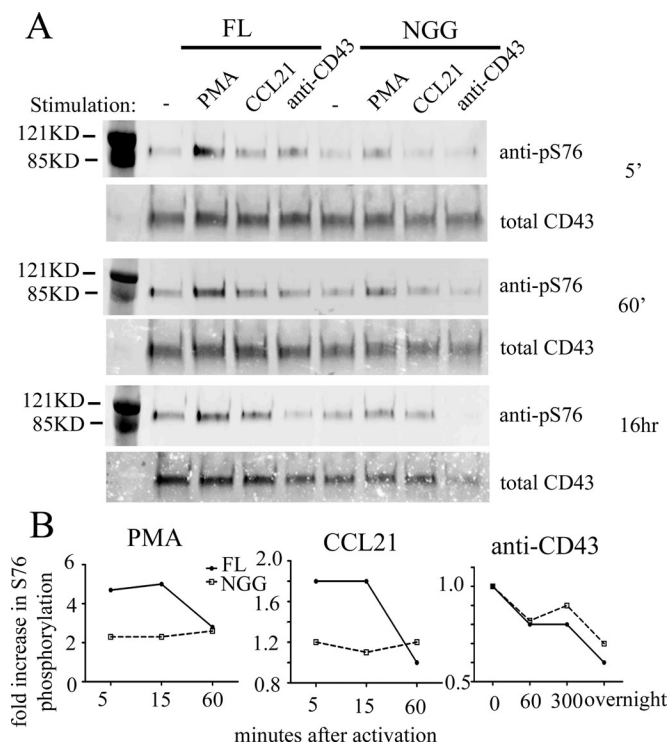 A
FL NGG
Stimulation: - PMA CCL21 anti-CD43 - PMA CCL21 anti-CD43
121KD
85KD
anti-pS76
5'
total CD43
121KD
85KD
anti-pS76
60'
total CD43
121KD
85KD
anti-pS76
16hr
total CD43
B
PMA CCL21 anti-CD43
fold increase in S76
phosphorylation
6
4
2
0
FL
NGG
5 15 60
2.0
1.6
1.2
0.8
5 15 60
1.0
0.5
0 60 300 overnight
minutes after activation